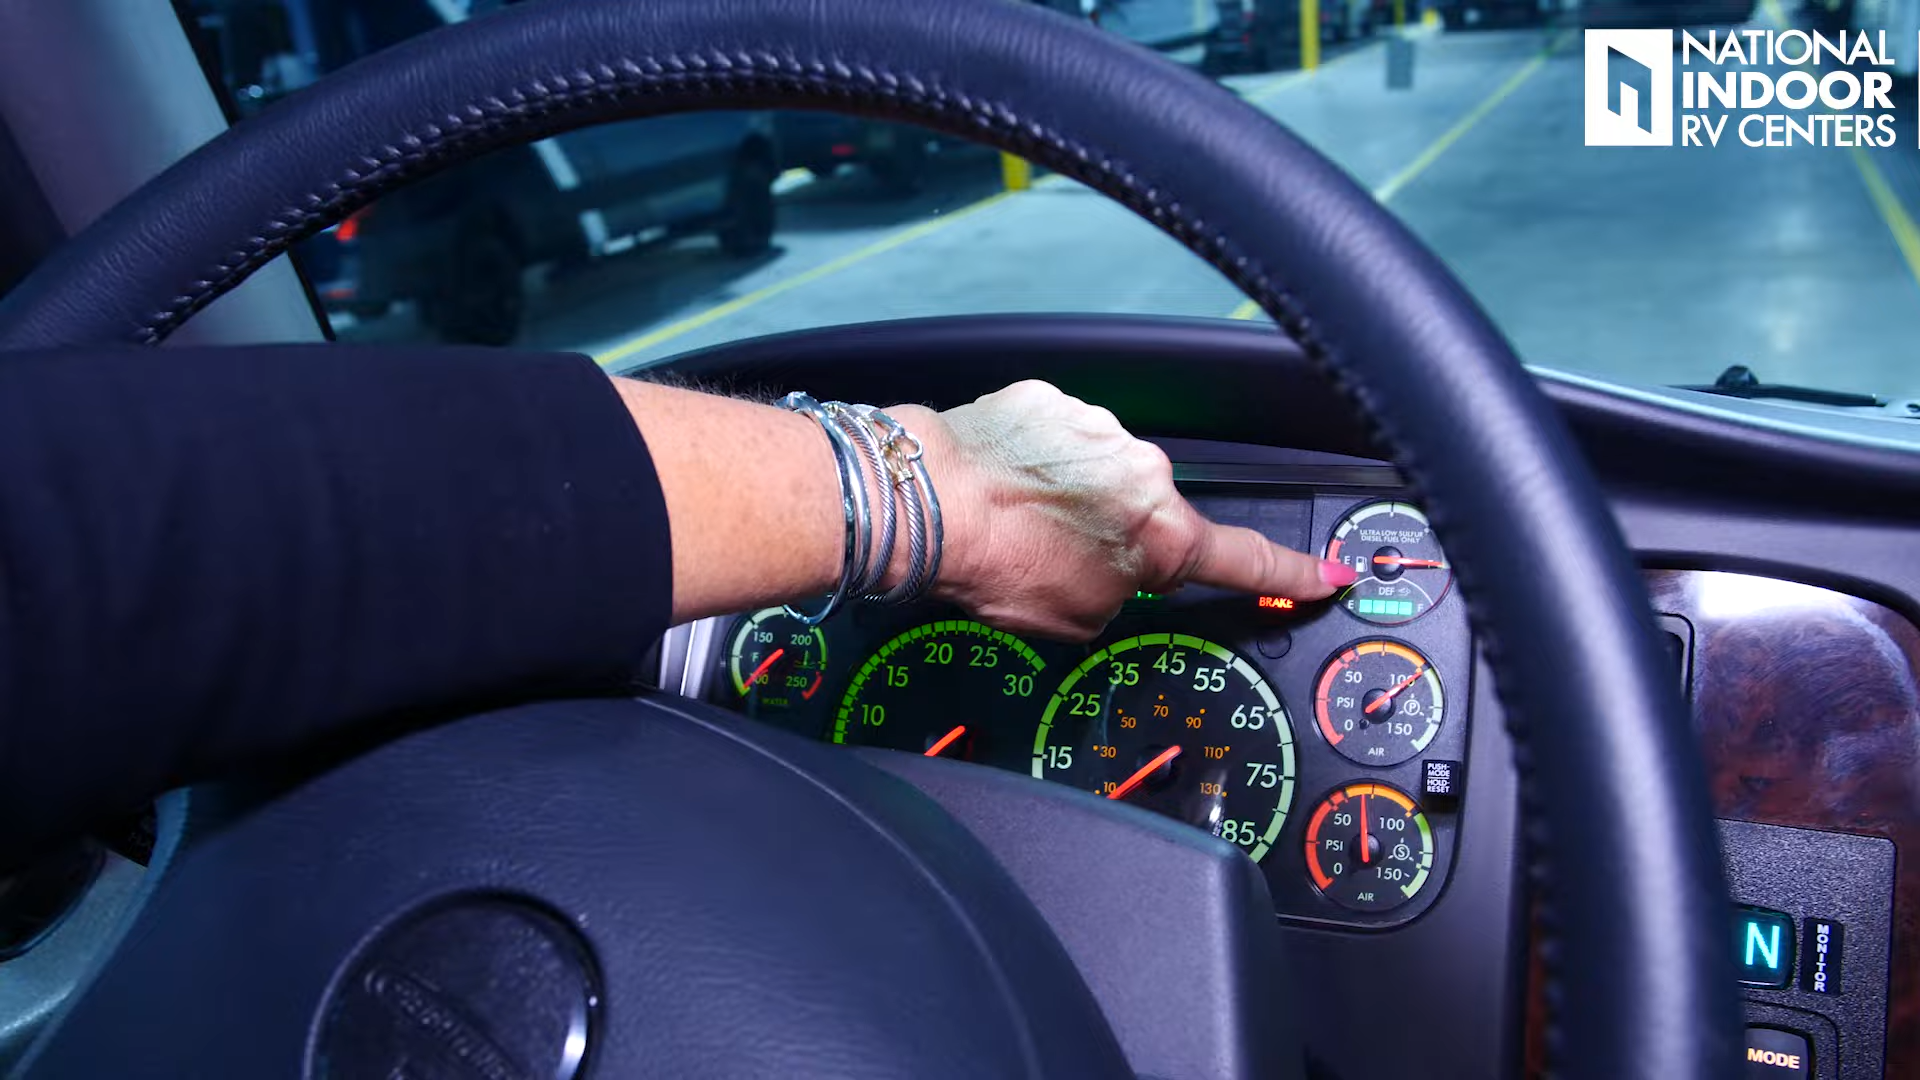 NATIONAL
INDOOR
RV CENTERS
ULTRA LOW SULFUR
DIESEL FUEL ONLY
E
DEF
E F
BRAKE
150 200
F
250
WATER
10 15 20 25 30
15 25 35 45 55 65 75 85
10 30 50 70 90 110 130
50 100
PSI P
0 150
AIR
PUSH-
MODE
HOLD-
RESET
50 100
PSI S
0 150
AIR
N
MONITOR
MODE